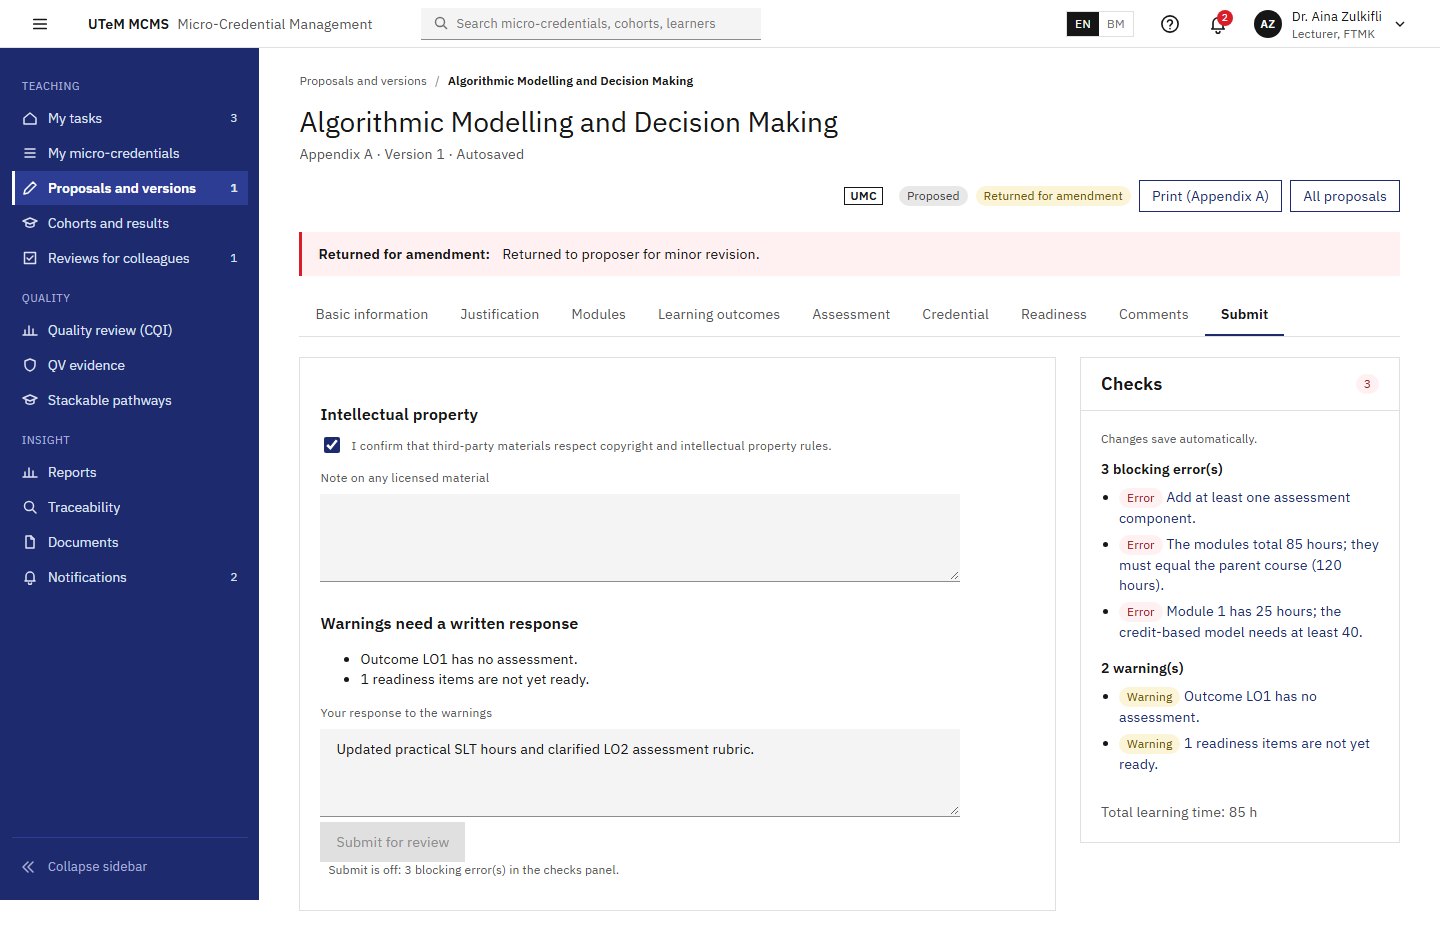 UTeM MCMS Micro-Credential Management
Search micro-credentials, cohorts, learners
EN BM
2
AZ
Dr. Aina Zulkifli
Lecturer, FTMK
TEACHING
My tasks 3
My micro-credentials
Proposals and versions 1
Cohorts and results
Reviews for colleagues 1
QUALITY
Quality review (CQI)
QV evidence
Stackable pathways
INSIGHT
Reports
Traceability
Documents
Notifications 2
Collapse sidebar
Proposals and versions / Algorithmic Modelling and Decision Making
Algorithmic Modelling and Decision Making
Appendix A · Version 1 · Autosaved
UMC Proposed Returned for amendment Print (Appendix A) All proposals
Returned for amendment: Returned to proposer for minor revision.
Basic information Justification Modules Learning outcomes Assessment Credential Readiness Comments Submit
Intellectual property
I confirm that third-party materials respect copyright and intellectual property rules.
Note on any licensed material
Warnings need a written response
Outcome LO1 has no assessment.
1 readiness items are not yet ready.
Your response to the warnings
Updated practical SLT hours and clarified LO2 assessment rubric.
Submit for review
Submit is off: 3 blocking error(s) in the checks panel.
Checks 3
Changes save automatically.
3 blocking error(s)
Error Add at least one assessment
component.
Error The modules total 85 hours; they
must equal the parent course (120
hours).
Error Module 1 has 25 hours; the
credit-based model needs at least 40.
2 warning(s)
Warning Outcome LO1 has no
assessment.
Warning 1 readiness items are not yet
ready.
Total learning time: 85 h